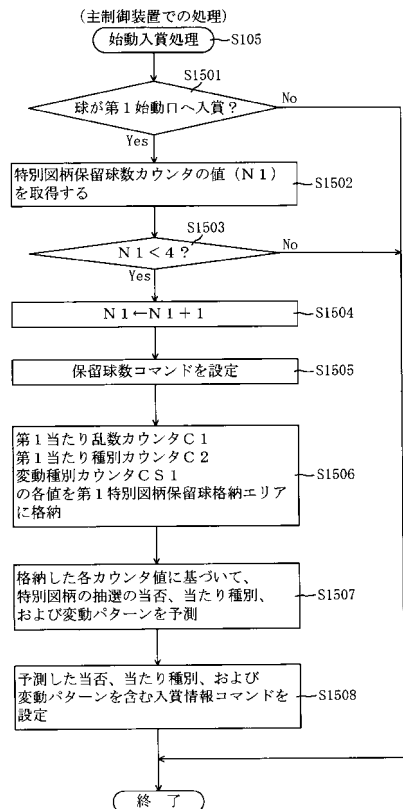 (主制御装置での処理)
始動入賞処理
S105
S1501
球が第1始動口へ入賞?
No
Yes
特別図柄保留球数カウンタの値(N1)
を取得する
S1502
S1503
N1<4?
No
Yes
N1←N1+1
S1504
保留球数コマンドを設定
S1505
第1当たり乱数カウンタC1
第1当たり種別カウンタC2
変動種別カウンタCS1
の各値を第1特別図柄保留球格納エリア
に格納
S1506
格納した各カウンタ値に基づいて、
特別図柄の抽選の当否、当たり種別、
および変動パターンを予測
S1507
予測した当否、当たり種別、および
変動パターンを含む入賞情報コマンドを
設定
S1508
終 了